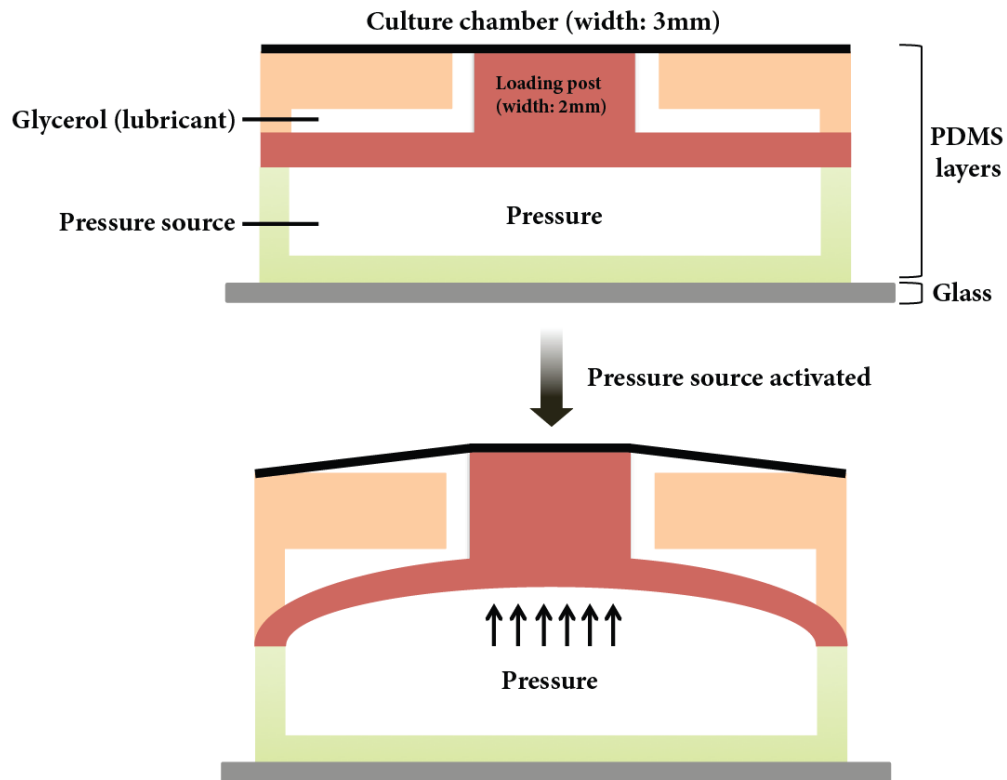 Culture chamber (width: 3mm)
Loading post
(width: 2mm)
Glycerol (lubricant)
PDMS
layers
Pressure source
Pressure
Glass
Pressure source activated
Pressure